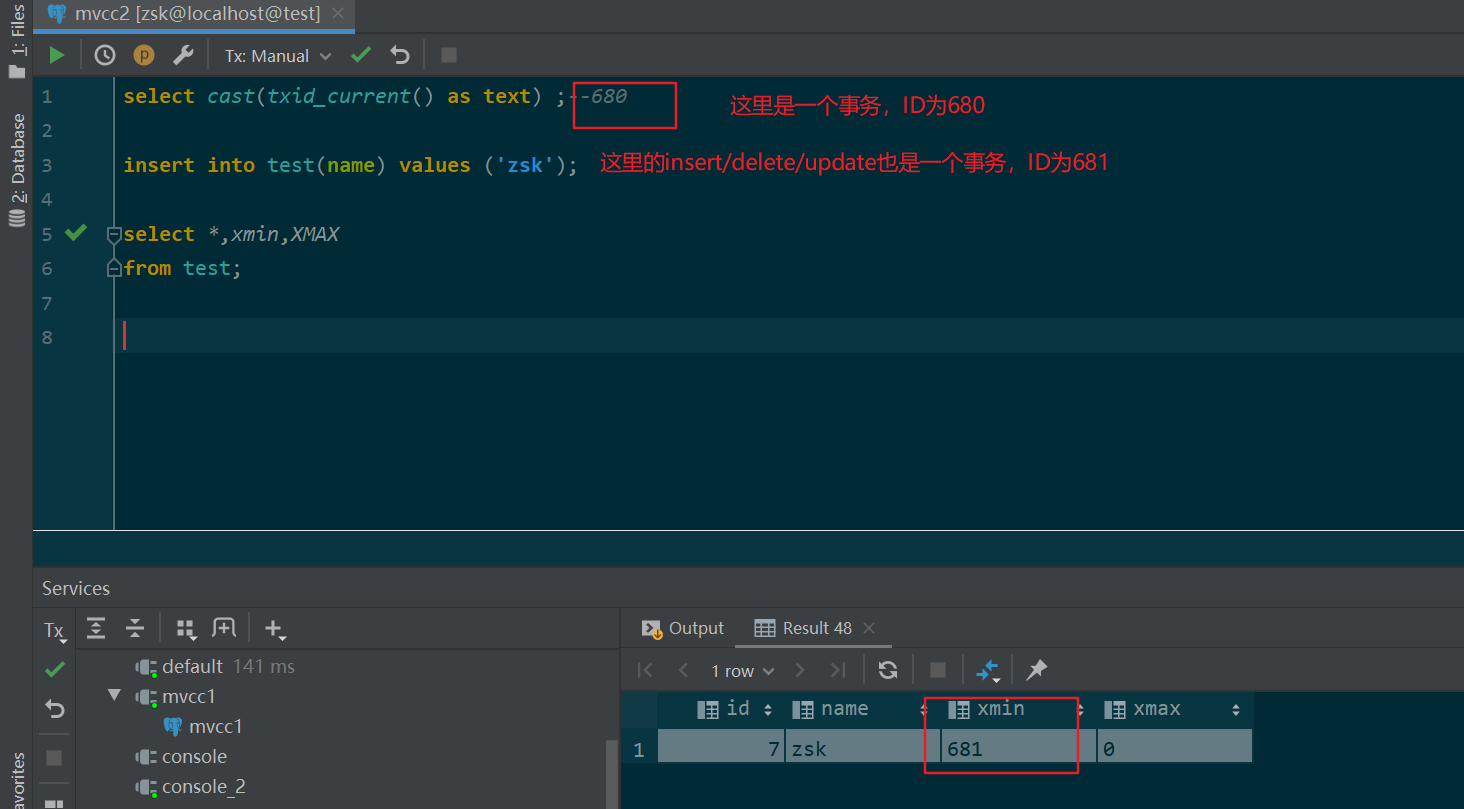 mvcc2 [zsk@localhost@test]
1: Files
2: Database
avorites
p Tx: Manual
1 select cast(txid_current() as text) ;--680
这里是一个事务，ID为680
2
3 insert into test(name) values ('zsk');
这里的insert/delete/update也是一个事务，ID为681
4
5 select *,xmin,XMAX
6 from test;
7
8
Services
Tx
default 141 ms
mvcc1
mvcc1
console
console_2
Output Result 48
1 row
id name xmin xmax
1 7 zsk 681 0